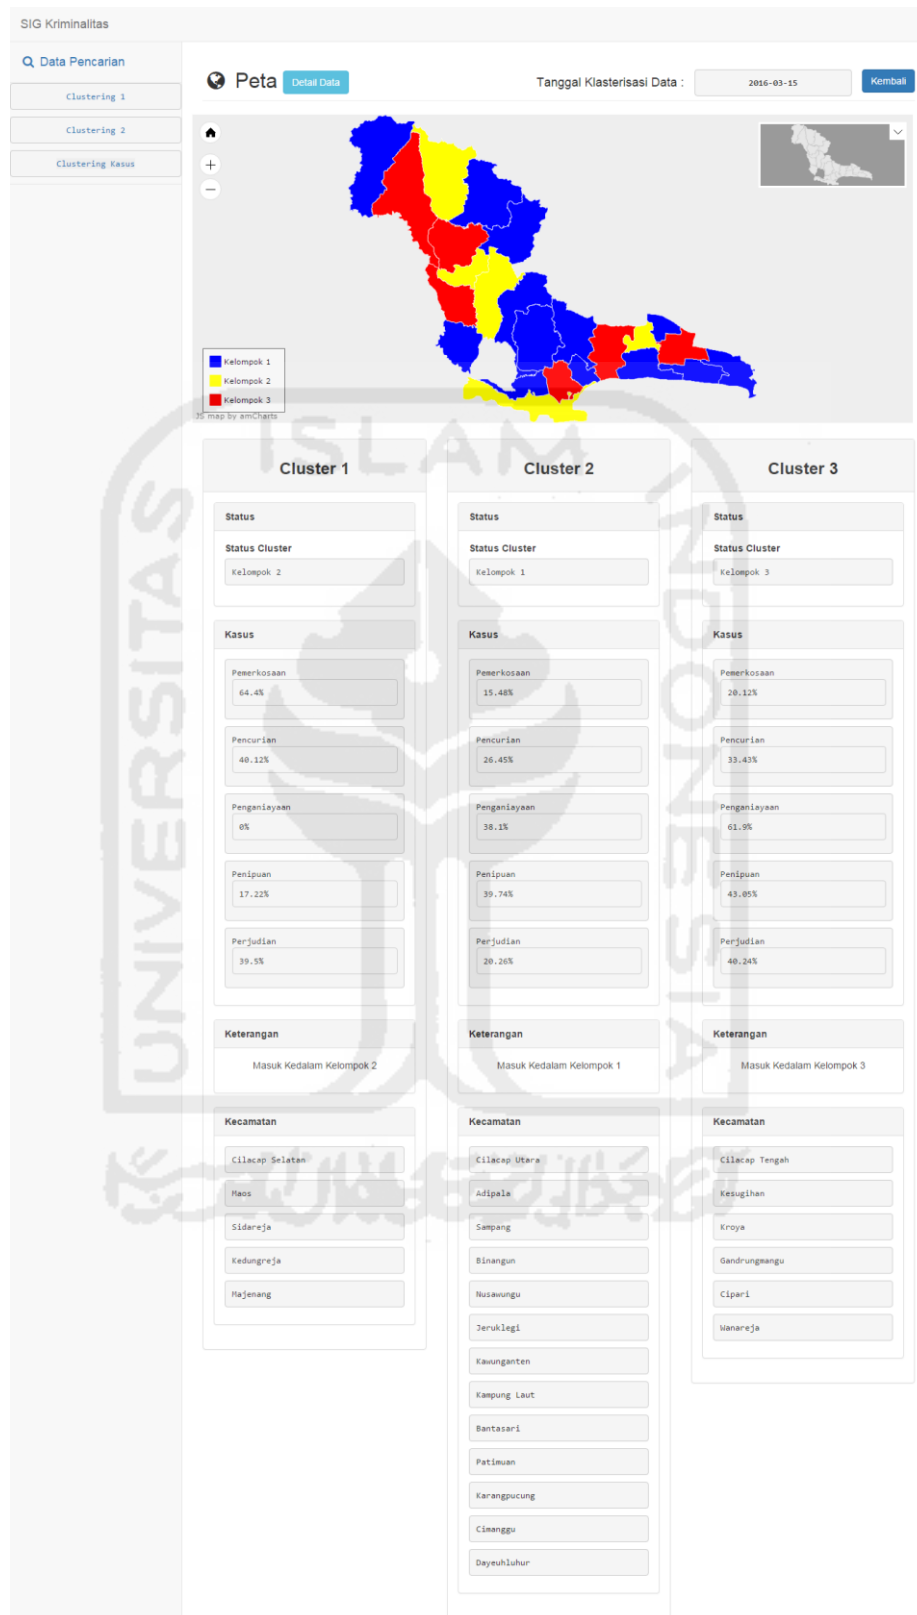 SIG Kriminalitas
Data Pencarian
Clustering 1
Clustering 2
Clustering Kasus
Peta
Detail Data
Tanggal Klasterisasi Data :
2016-03-15
Kembali
Kelompok 1
Kelompok 2
Kelompok 3
JS map by amCharts
Cluster 1
Status
Status Cluster
Kelompok 2
Kasus
Pemerkosaan
64.4%
Pencurian
40.12%
Penganiayaan
0%
Penipuan
17.22%
Perjudian
39.5%
Keterangan
Masuk Kedalam Kelompok 2
Kecamatan
Cilacap Selatan
Maos
Sidareja
Kedungreja
Majenang
Cluster 2
Status
Status Cluster
Kelompok 1
Kasus
Pemerkosaan
15.48%
Pencurian
26.45%
Penganiayaan
38.1%
Penipuan
39.74%
Perjudian
20.26%
Keterangan
Masuk Kedalam Kelompok 1
Kecamatan
Cilacap Utara
Adipala
Sampang
Binangun
Nusawungu
Jeruklegi
Kawunganten
Kampung Laut
Bantasari
Patimuan
Karangpucung
Cimanggu
Dayeuhluhur
Cluster 3
Status
Status Cluster
Kelompok 3
Kasus
Pemerkosaan
20.12%
Pencurian
33.43%
Penganiayaan
61.9%
Penipuan
43.05%
Perjudian
40.24%
Keterangan
Masuk Kedalam Kelompok 3
Kecamatan
Cilacap Tengah
Kesugihan
Kroya
Gandrungmangu
Cipari
Wanareja
UNIVERSITAS
ISLAM
INDONESIA